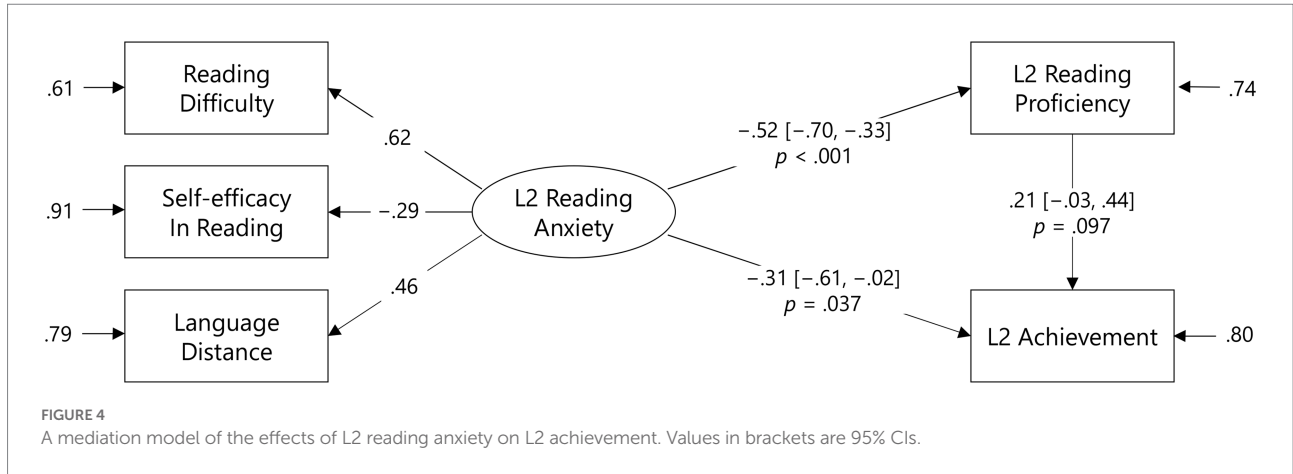 .61
Reading
Difficulty
.62
Self-efficacy
In Reading
.91
−.29
Language
Distance
.79
.46
L2 Reading
Anxiety
−.52 [−.70, −.33]
p < .001
−.31 [−.61, −.02]
p = .037
L2 Reading
Proficiency
.74
.21 [−.03, .44]
p = .097
L2 Achievement
.80
FIGURE 4
A mediation model of the effects of L2 reading anxiety on L2 achievement. Values in brackets are 95% CIs.